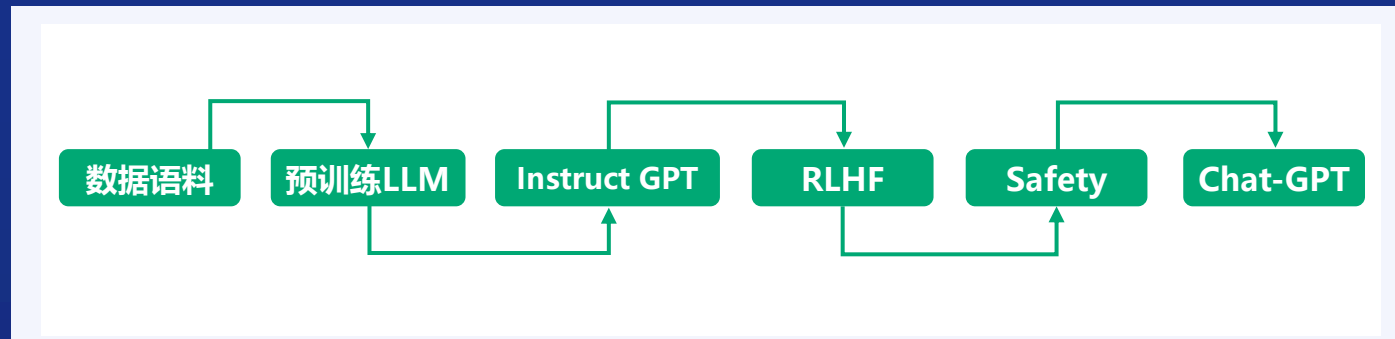 数据语料
预训练LLM
Instruct GPT
RLHF
Safety
Chat-GPT